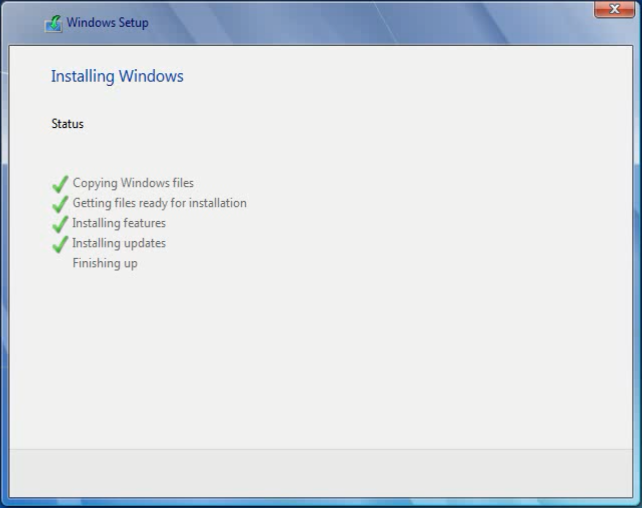 Windows Setup
Installing Windows
Status
Copying Windows files
Getting files ready for installation
Installing features
Installing updates
Finishing up